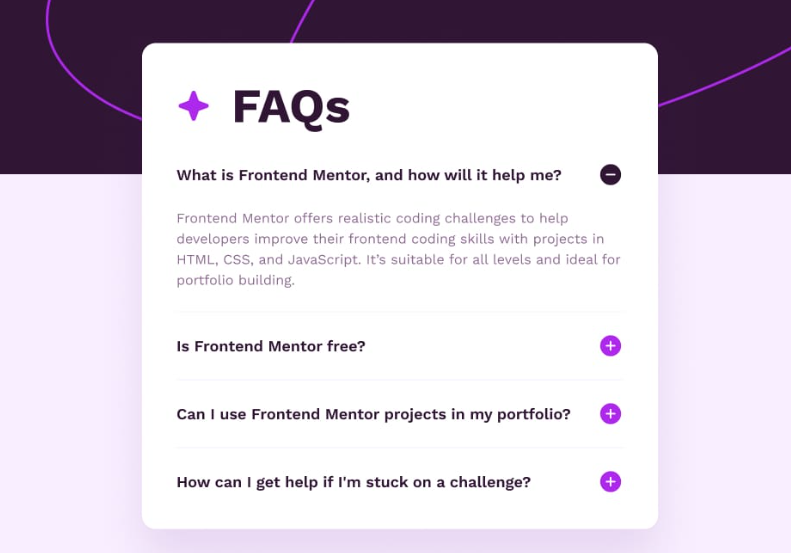 FAQs
What is Frontend Mentor, and how will it help me?
Frontend Mentor offers realistic coding challenges to help
developers improve their frontend coding skills with projects in
HTML, CSS, and JavaScript. It’s suitable for all levels and ideal for
portfolio building.
Is Frontend Mentor free?
Can I use Frontend Mentor projects in my portfolio?
How can I get help if I'm stuck on a challenge?